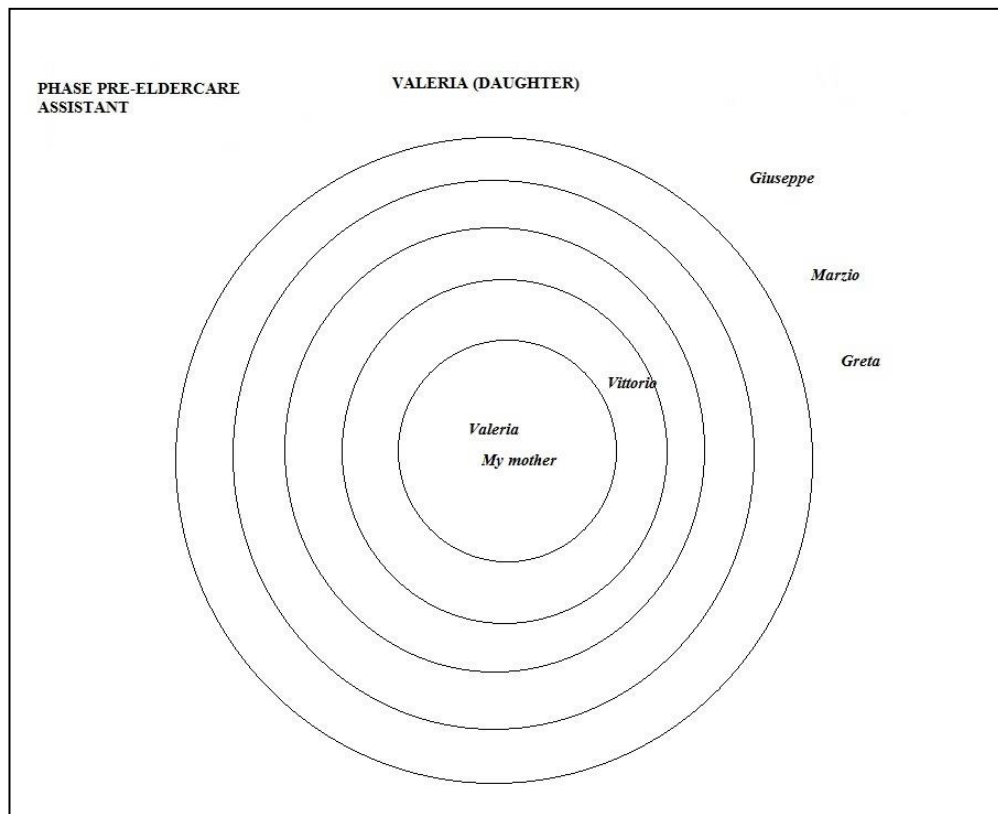 PHASE PRE-ELDERCARE
ASSISTANT
VALERIA (DAUGHTER)
Giuseppe
Marzio
Greta
Vittorio
Valeria
My mother